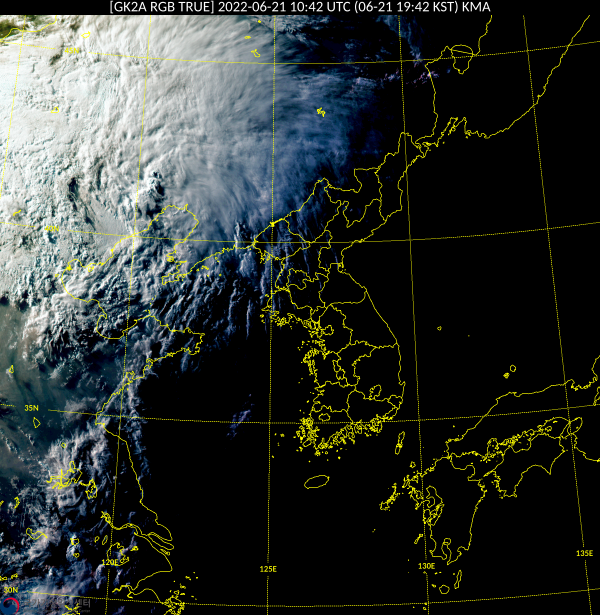 [GK2A RGB TRUE] 2022-06-21 10:42 UTC (06-21 19:42 KST) KMA
35N
120E
125E
130E
135E
30N